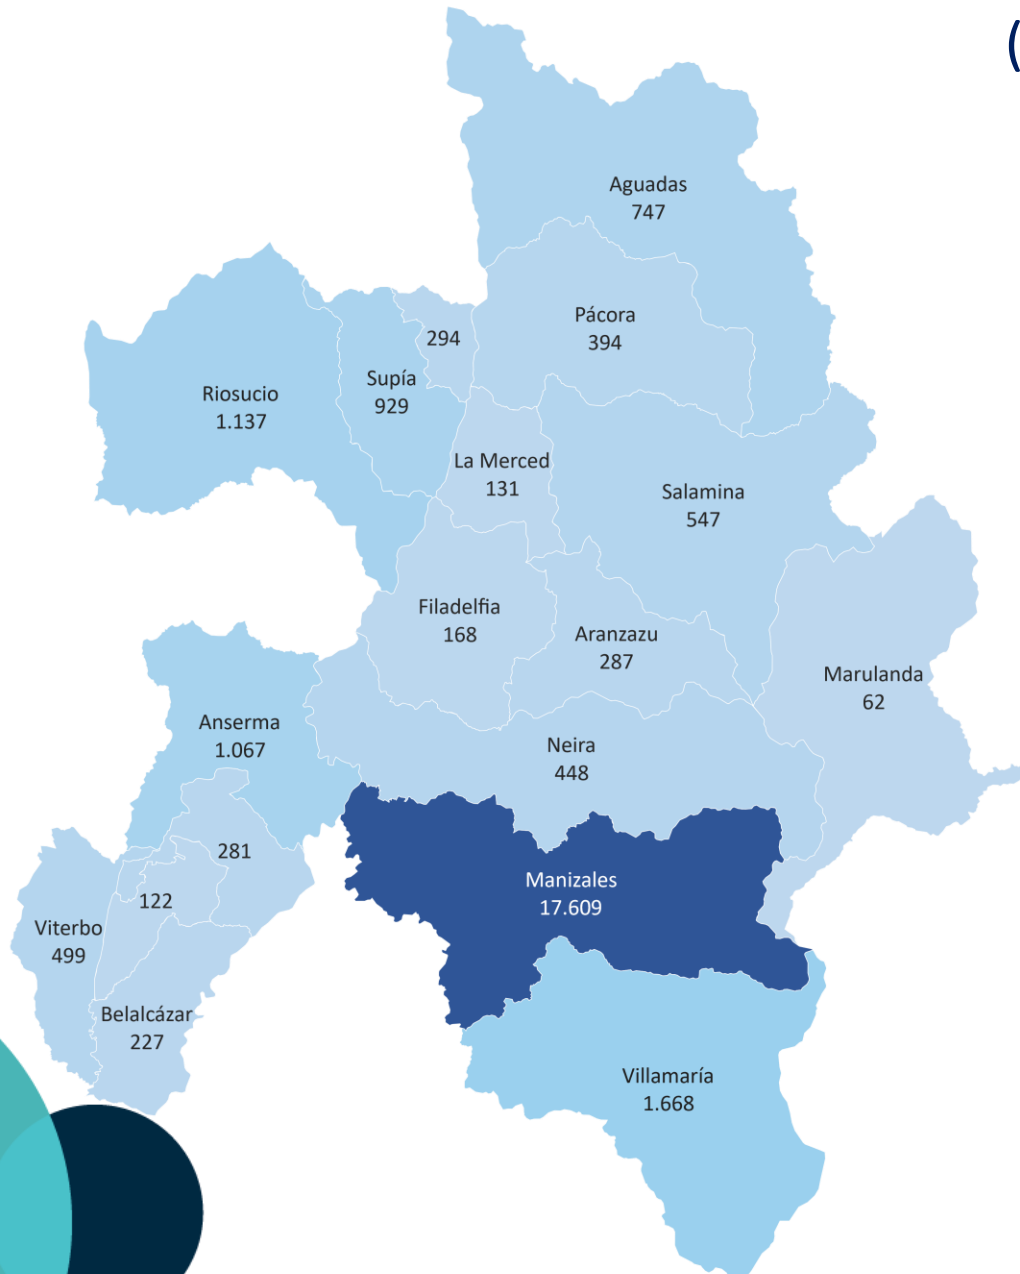 (
Aguadas
747
Pácora
394
294
Supía
929
Riosucio
1.137
La Merced
131
Salamina
547
Filadelfia
168
Aranzazu
287
Marulanda
62
Anserma
1.067
Neira
448
281
Manizales
17.609
122
Viterbo
499
Belalcázar
227
Villamaría
1.668